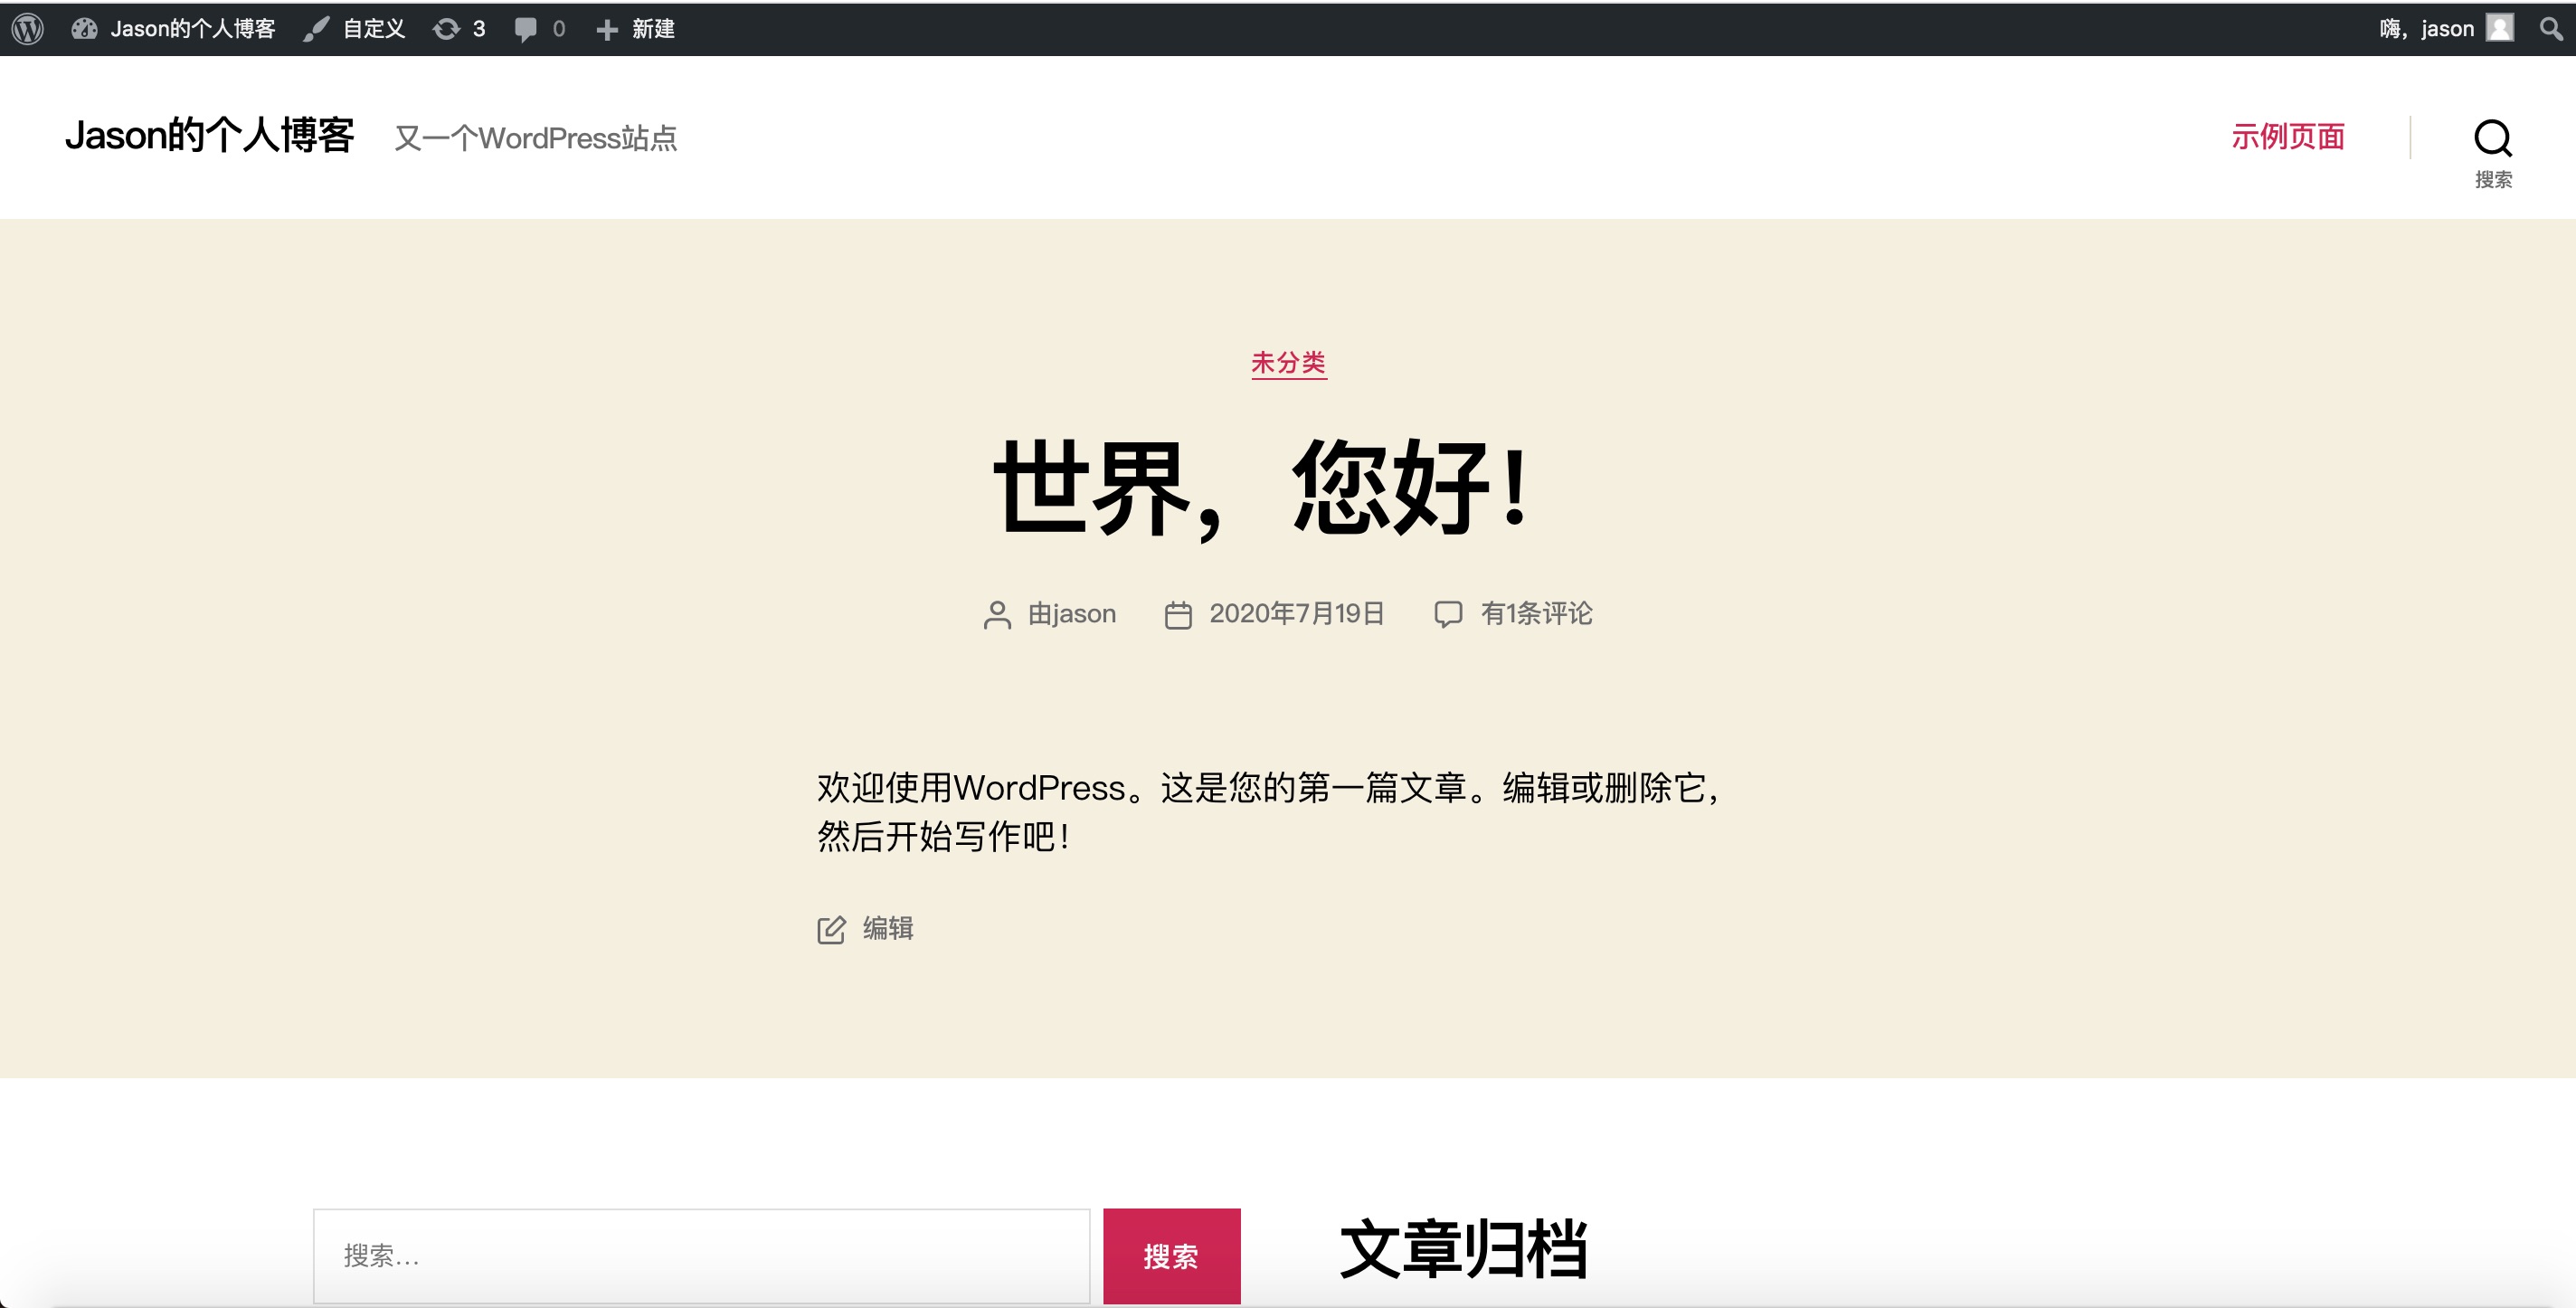 Jason的个人博客 自定义 3 0 新建 嗨，jason
Jason的个人博客 又一个WordPress站点 示例页面
搜索
未分类
世界，您好！
由jason 2020年7月19日 有1条评论
欢迎使用WordPress。这是您的第一篇文章。编辑或删除它，
然后开始写作吧！
编辑
搜索… 搜索 文章归档